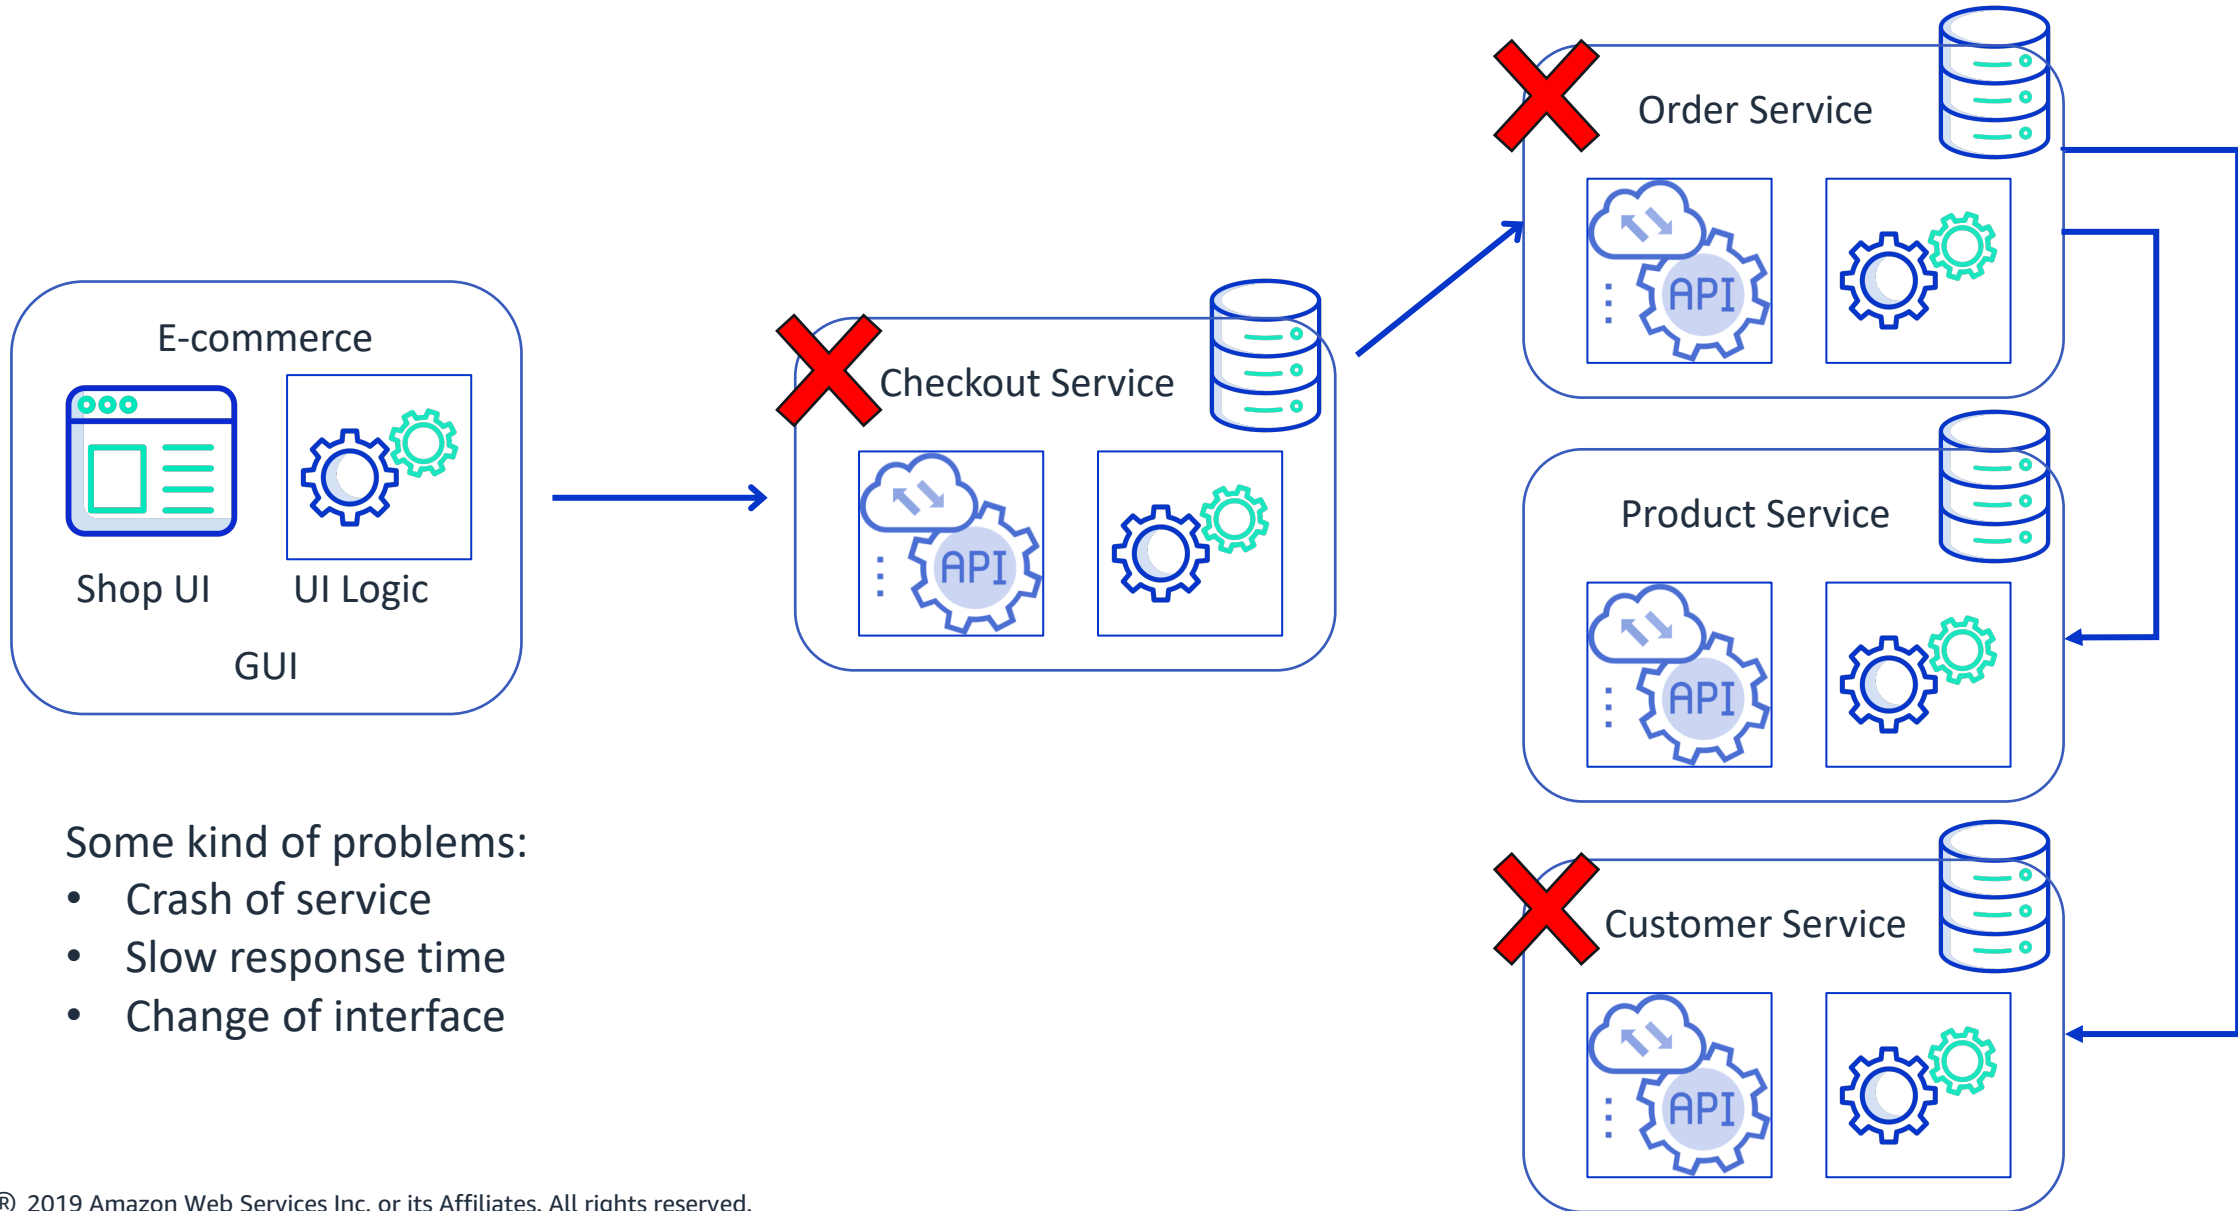 Order Service
API
E-commerce
Shop UI
UI Logic
GUI
Checkout Service
API
Product Service
API
Customer Service
API
Some kind of problems:
• Crash of service
• Slow response time
• Change of interface
® 2019 Amazon Web Services Inc. or its Affiliates. All rights reserved.